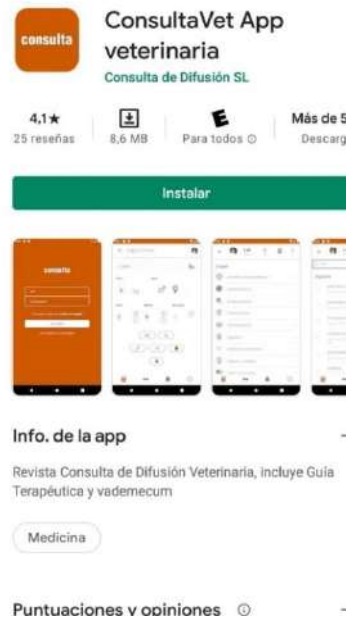 consulta
ConsultaVet App
veterinaria
Consulta de Difusión SL
4,1★
25 reseñas
8,6 MB
E
Para todos
Más de 5
Descarg
Instalar
consulta
Info. de la app
Revista Consulta de Difusión Veterinaria, incluye Guía
Terapéutica y vademecum
Medicina
Puntuaciones y opiniones